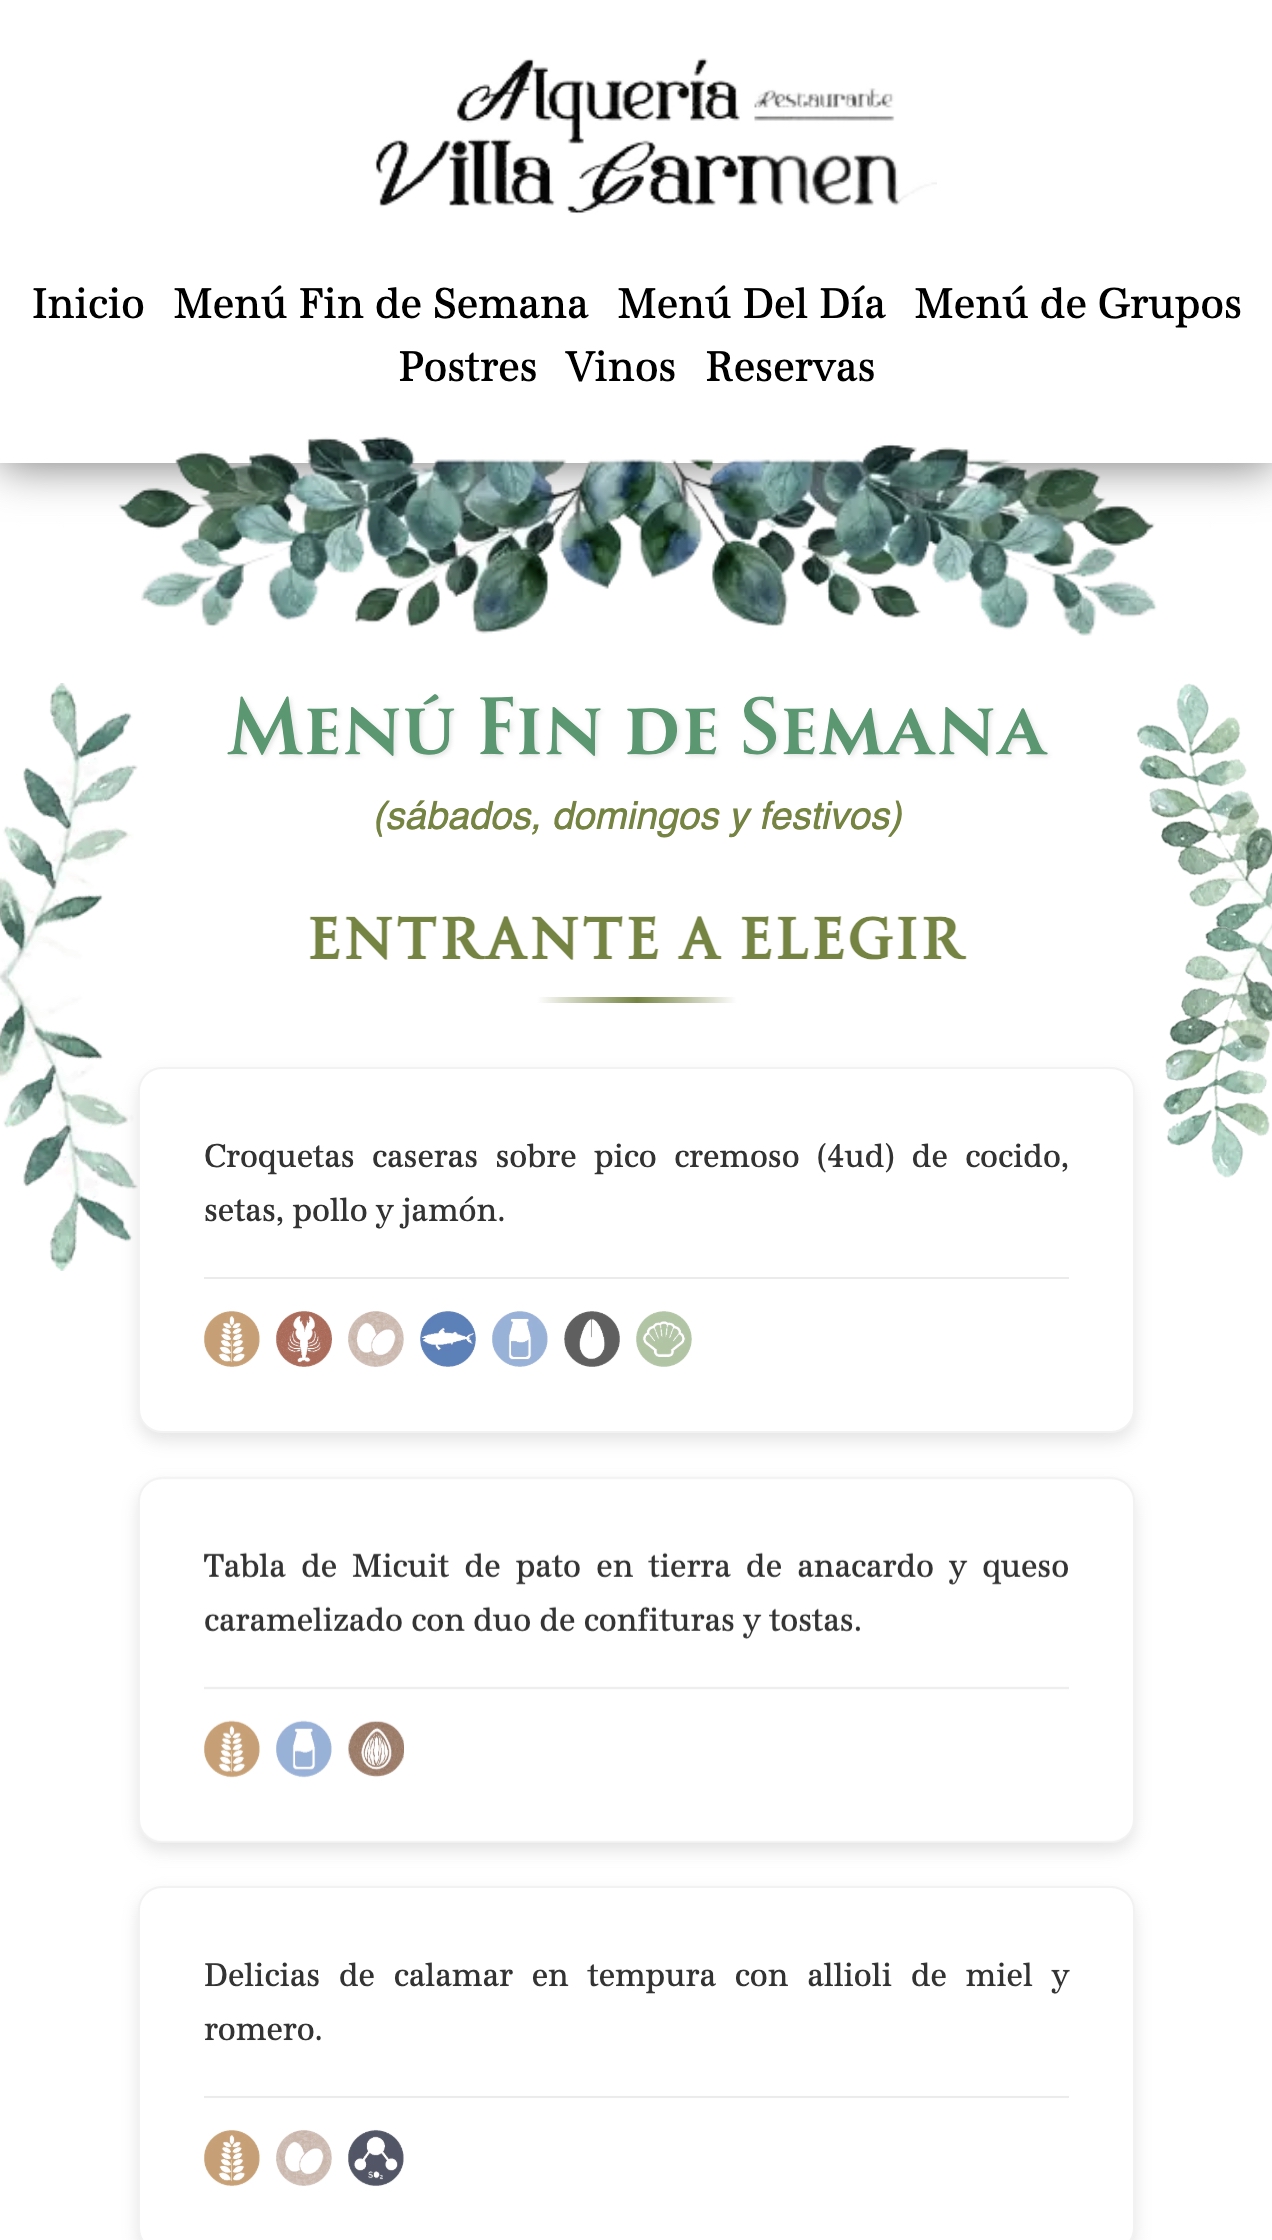 Alquería Restaurante
Villa Carmen
Inicio Menú Fin de Semana Menú Del Día Menú de Grupos
Postres Vinos Reservas
Menú Fin de Semana
(sábados, domingos y festivos)
ENTRANTE A ELEGIR
Croquetas caseras sobre pico cremoso (4ud) de cocido,
setas, pollo y jamón.
Tabla de Micuit de pato en tierra de anacardo y queso
caramelizado con duo de confituras y tostas.
Delicias de calamar en tempura con allioli de miel y
romero.
SO₂